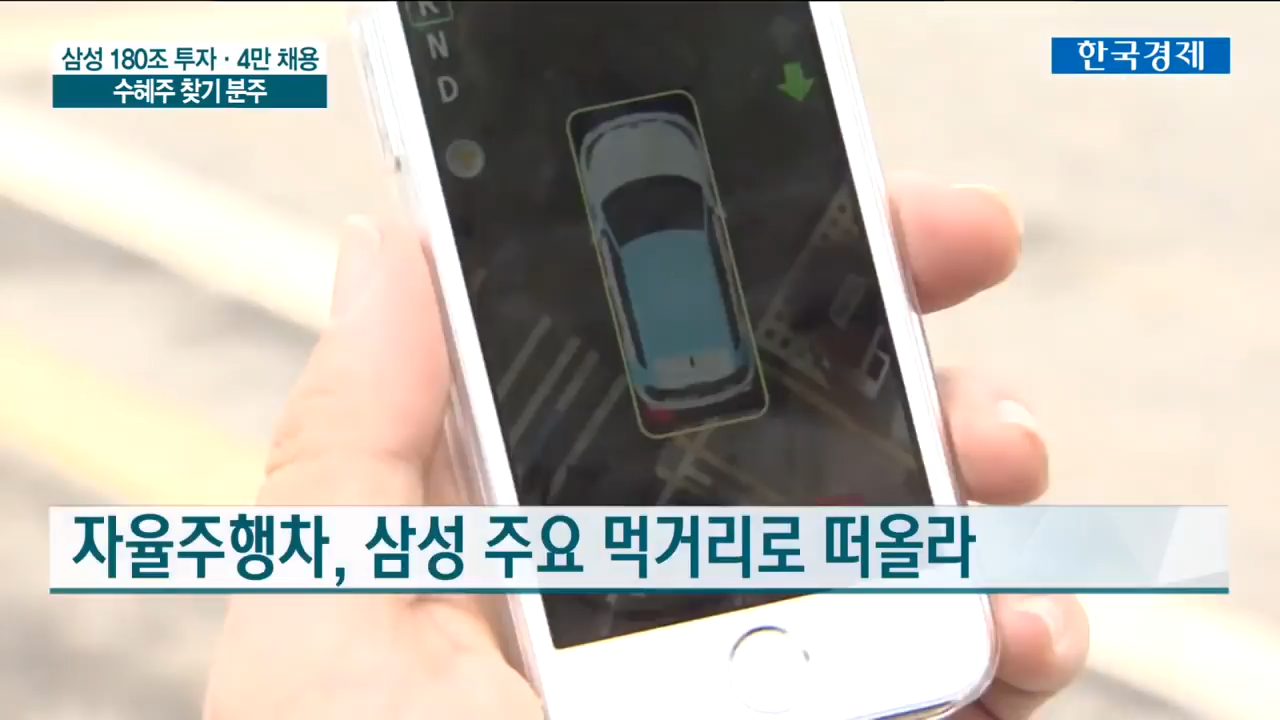 삼성 180조 투자·4만 채용
수혜주 찾기 분주
한국경제
R
N
D
자율주행차, 삼성 주요 먹거리로 떠올라